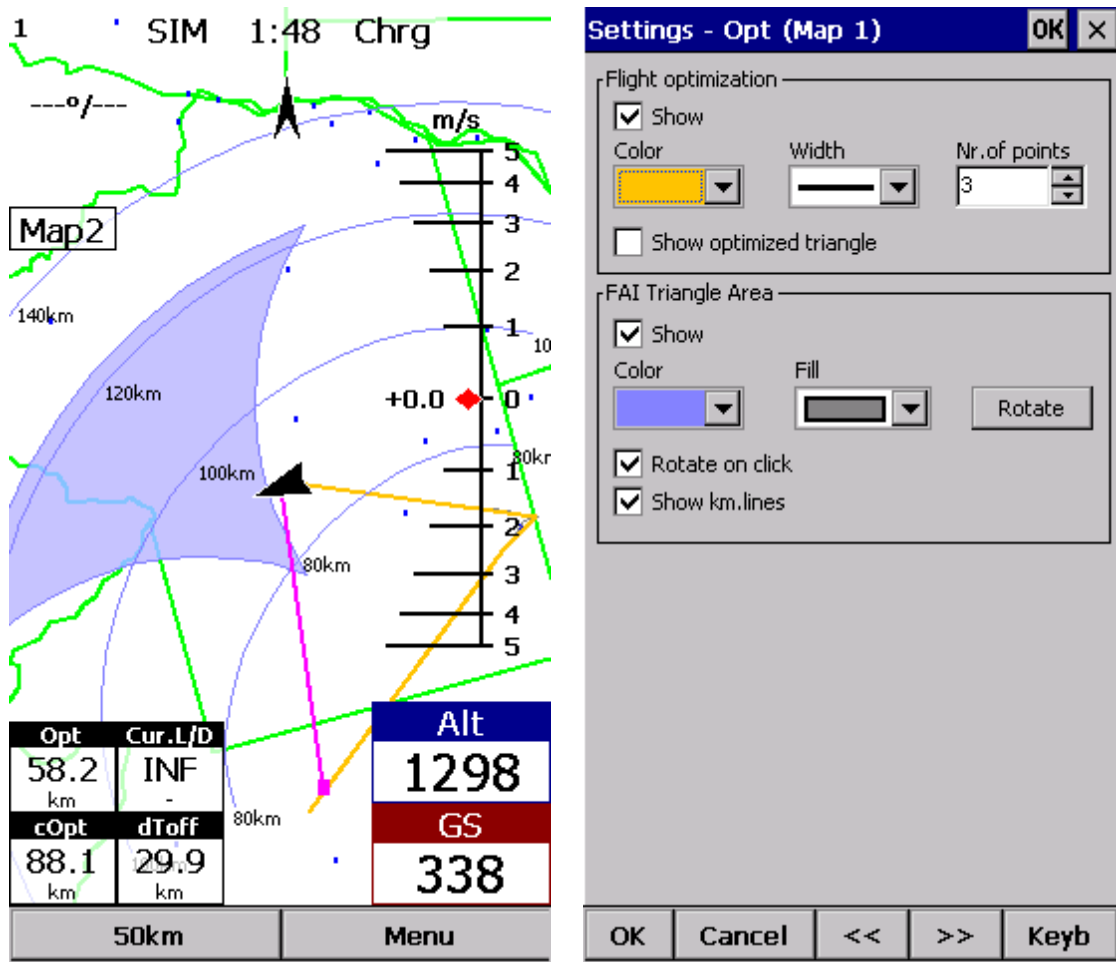 1 SIM 1:48 Chrg
---º/---
m/s
5
4
3
Map2
2
140km
1
10
120km
+0.0 0
100km
1
80km
2
3
4
5
Opt Cur.L/D
58.2 INF
km -
cOpt dToff
88.1 29.9
km km
80km
Alt
1298
GS
338
50km Menu
Settings - Opt (Map 1) OK ×
Flight optimization
Show
Color Width Nr.of points
3
Show optimized triangle
FAI Triangle Area
Show
Color Fill
Rotate
Rotate on click
Show km.lines
OK Cancel << >> Keyb